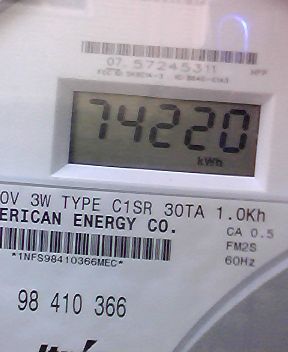 07 57245311
74220
kWh
0V 3W TYPE C1SR 30TA 1.0Kh
ERICAN ENERGY CO.
CA 0.5
FM2S
60Hz
*1NFS98410366MEC*
98 410 366